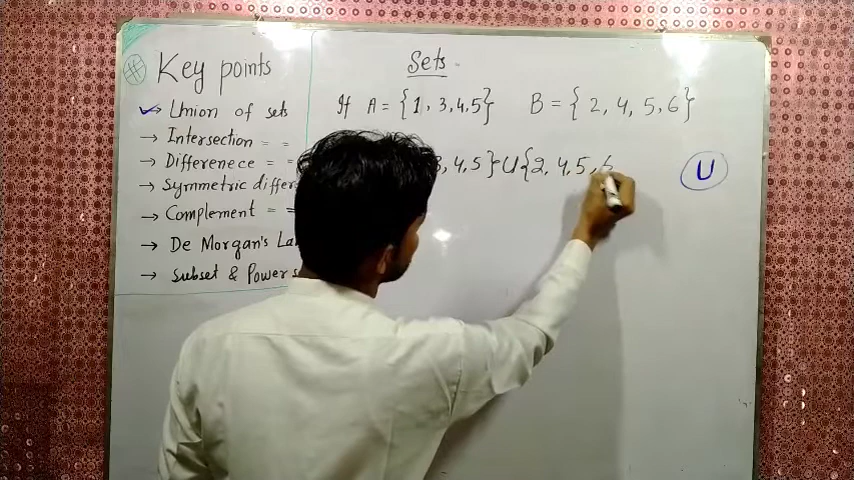 # Key points
→ Union of sets
→ Intersection = =
→ Differenece = =
→ Symmetric differ
→ Complement = =
→ De Morgan's La
→ Subset & Power s
Sets
If A = {1, 3, 4, 5} B = {2, 4, 5, 6}
3, 4, 5} U {2, 4, 5, 6
U